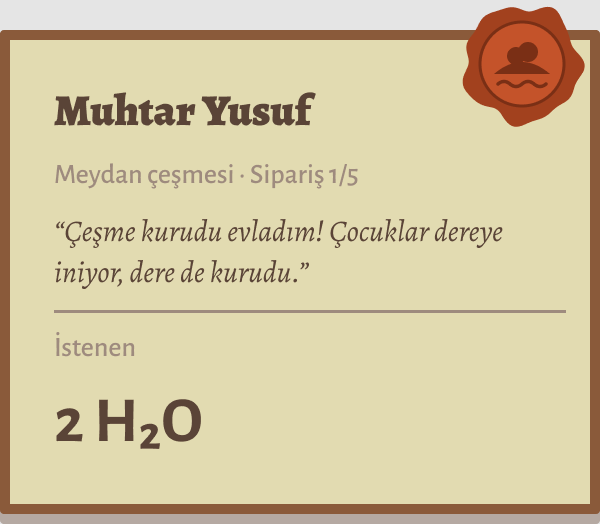 Muhtar Yusuf
Meydan çeşmesi · Sipariş 1/5
“Çeşme kurudu evladım! Çocuklar dereye
iniyor, dere de kurudu.”
İstenen
2 H₂O